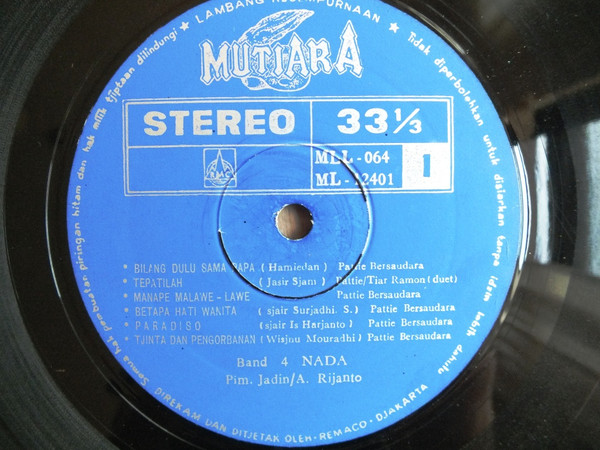 ★ LAMBANG KESEMPURNAAN ★
MUTIARA
STEREO
33⅓
RMC
MLL - 064
ML - 12401
1
• BILANG DULU SAMA PAPA (Hamiedan) Pattie Bersaudara
• TEPATILAH (Jasir Sjam) Pattie/Tiar Ramon (duet)
• MANAPE MALAWE - LAWE Pattie Bersaudara
• BETAPA HATI WANITA (sjair Surjadhi. S.) Pattie Bersaudara
• PARADISO (sjair Is Harjanto) Pattie Bersaudara
• TJINTA DAN PENGORBANAN (Wisjnu Mouradhi) Pattie Bersaudara
Band 4 NADA
Pim. Jadin/A. Rijanto
Semua hak pembuatan piringan hitam dan hak milik tjiptaan dilindungi
Tidak diperbolehkan untuk disiarkan tanpa idzin lebih dahulu
DIREKAM DAN DITJETAK OLEH - REMACO - DJAKARTA